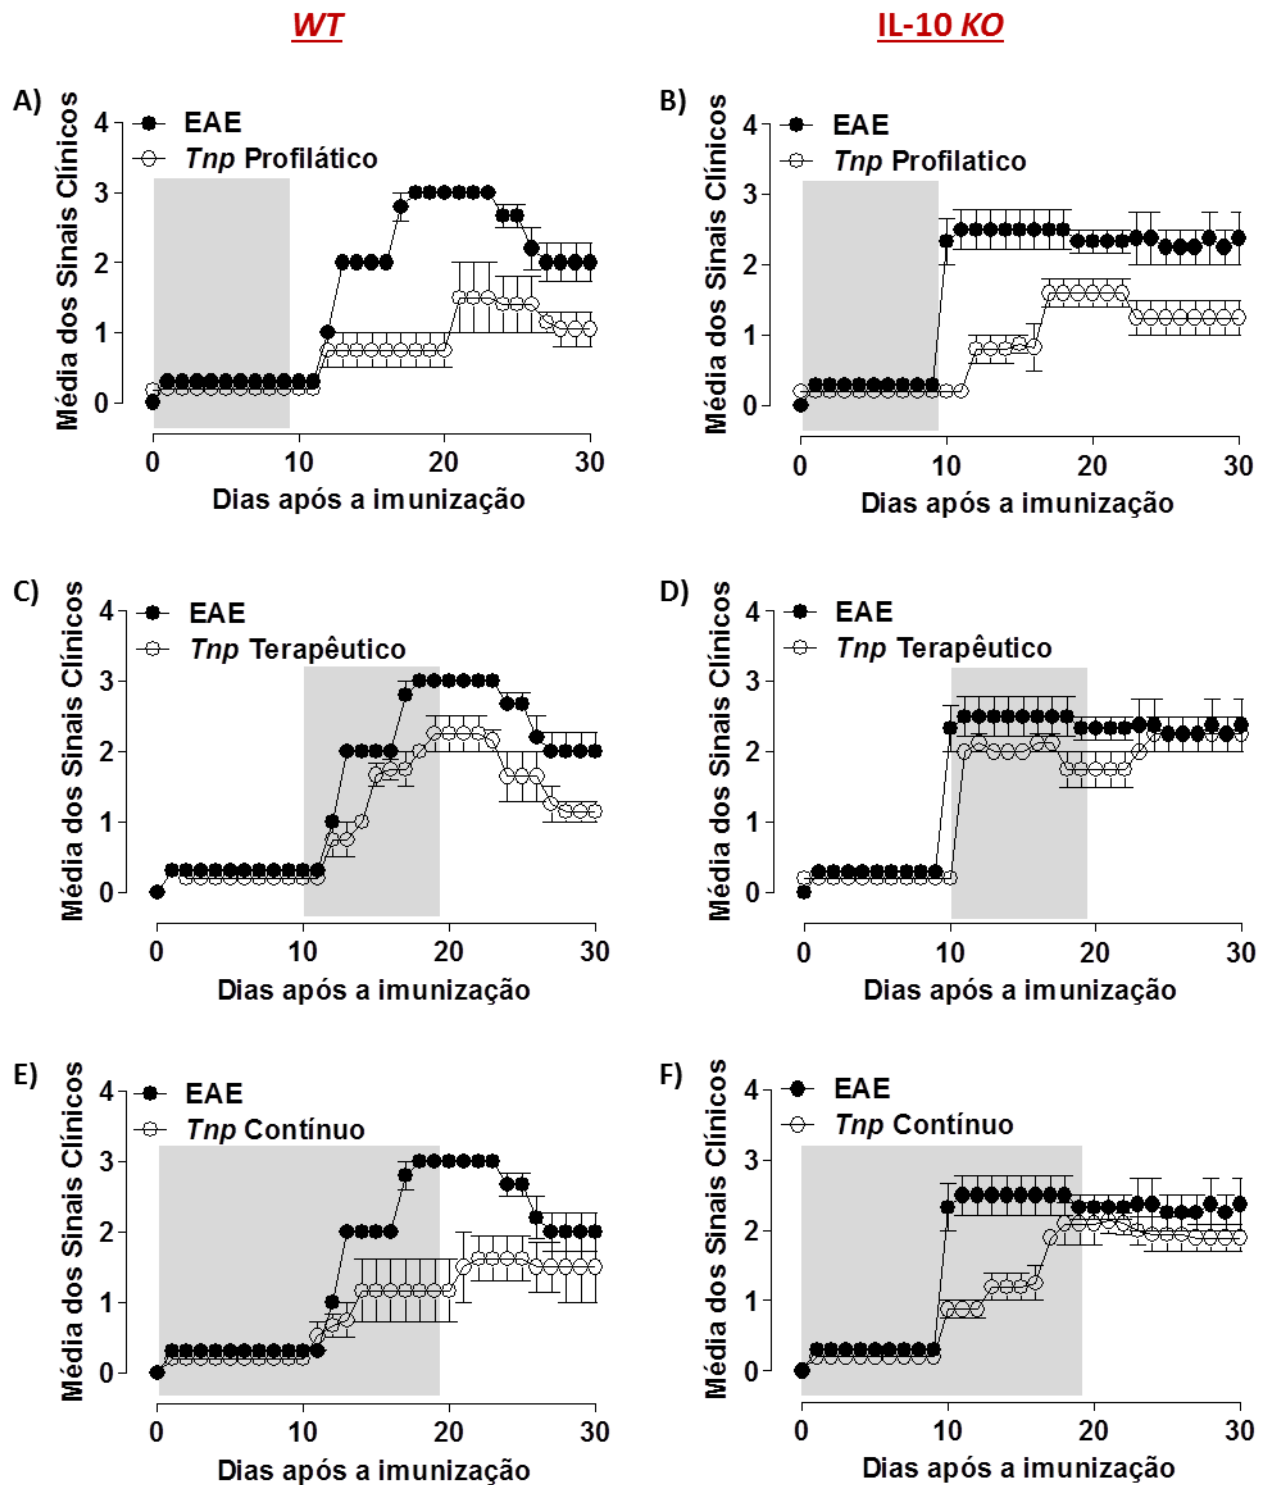 WT
IL-10 KO
A)
Média dos Sinais Clínicos
4
3
2
1
0
EAE
Tnp Profilático
0 10 20 30
Dias após a imunização
B)
Média dos Sinais Clínicos
4
3
2
1
0
EAE
Tnp Profilatico
0 10 20 30
Dias após a imunização
C)
Média dos Sinais Clínicos
4
3
2
1
0
EAE
Tnp Terapêutico
0 10 20 30
Dias após a imunização
D)
Média dos Sinais Clínicos
4
3
2
1
0
EAE
Tnp Terapêutico
0 10 20 30
Dias após a imunização
E)
Média dos Sinais Clínicos
4
3
2
1
0
EAE
Tnp Contínuo
0 10 20 30
Dias após a imunização
F)
Média dos Sinais Clínicos
4
3
2
1
0
EAE
Tnp Contínuo
0 10 20 30
Dias após a imunização